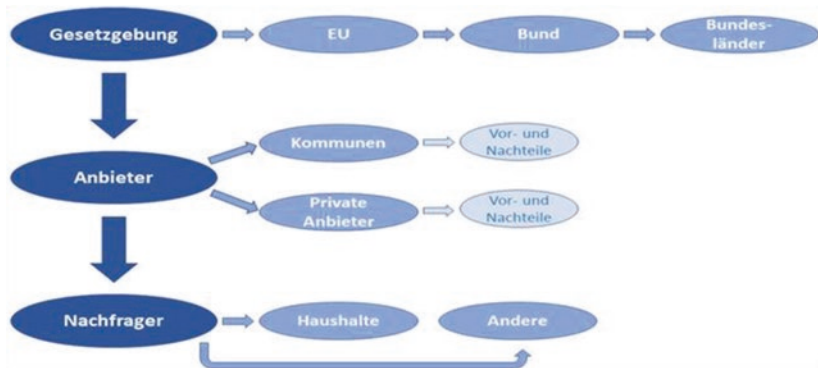 Gesetzgebung
EU
Bund
Bundes-
länder
Anbieter
Kommunen
Vor- und
Nachteile
Private
Anbieter
Vor- und
Nachteile
Nachfrager
Haushalte
Andere